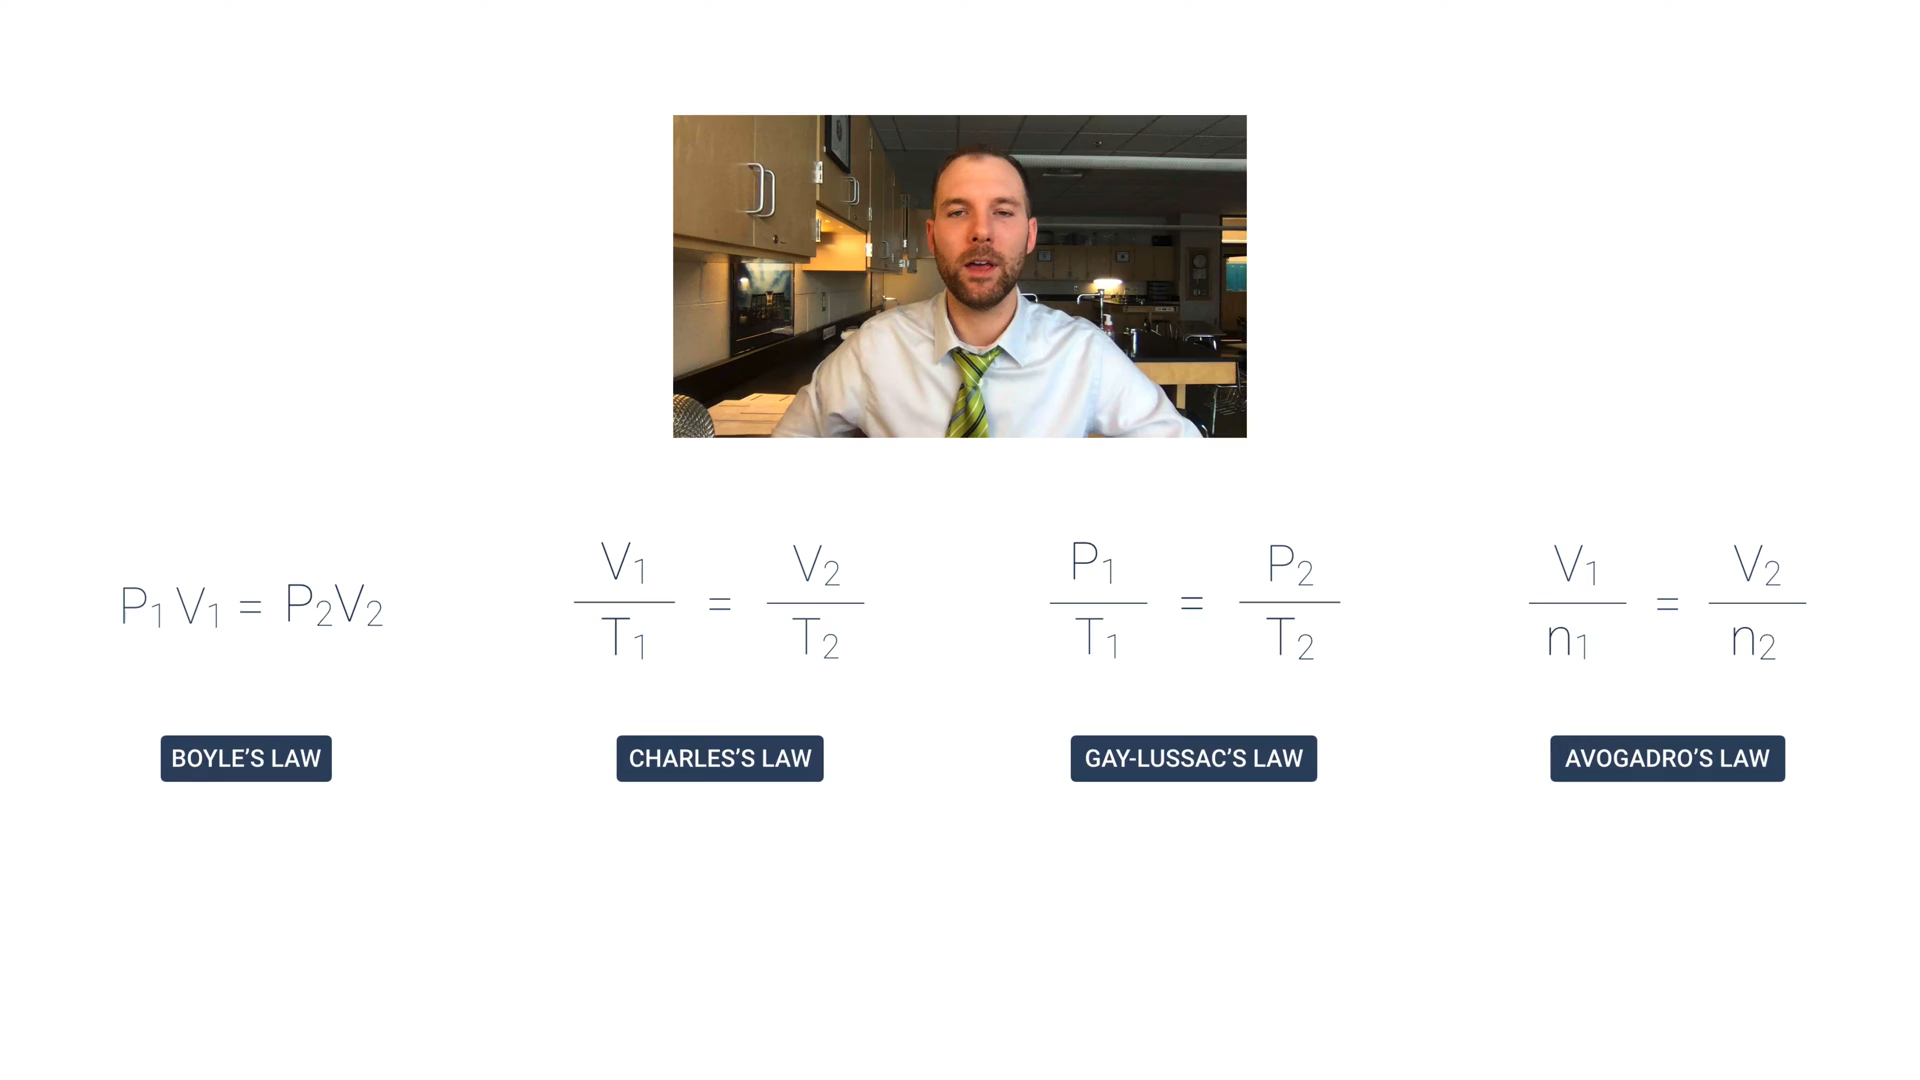 P₁ V₁ = P₂V₂
V₁/T₁ = V₂/T₂
P₁/T₁ = P₂/T₂
V₁/n₁ = V₂/n₂
BOYLE’S LAW
CHARLES’S LAW
GAY-LUSSAC’S LAW
AVOGADRO’S LAW